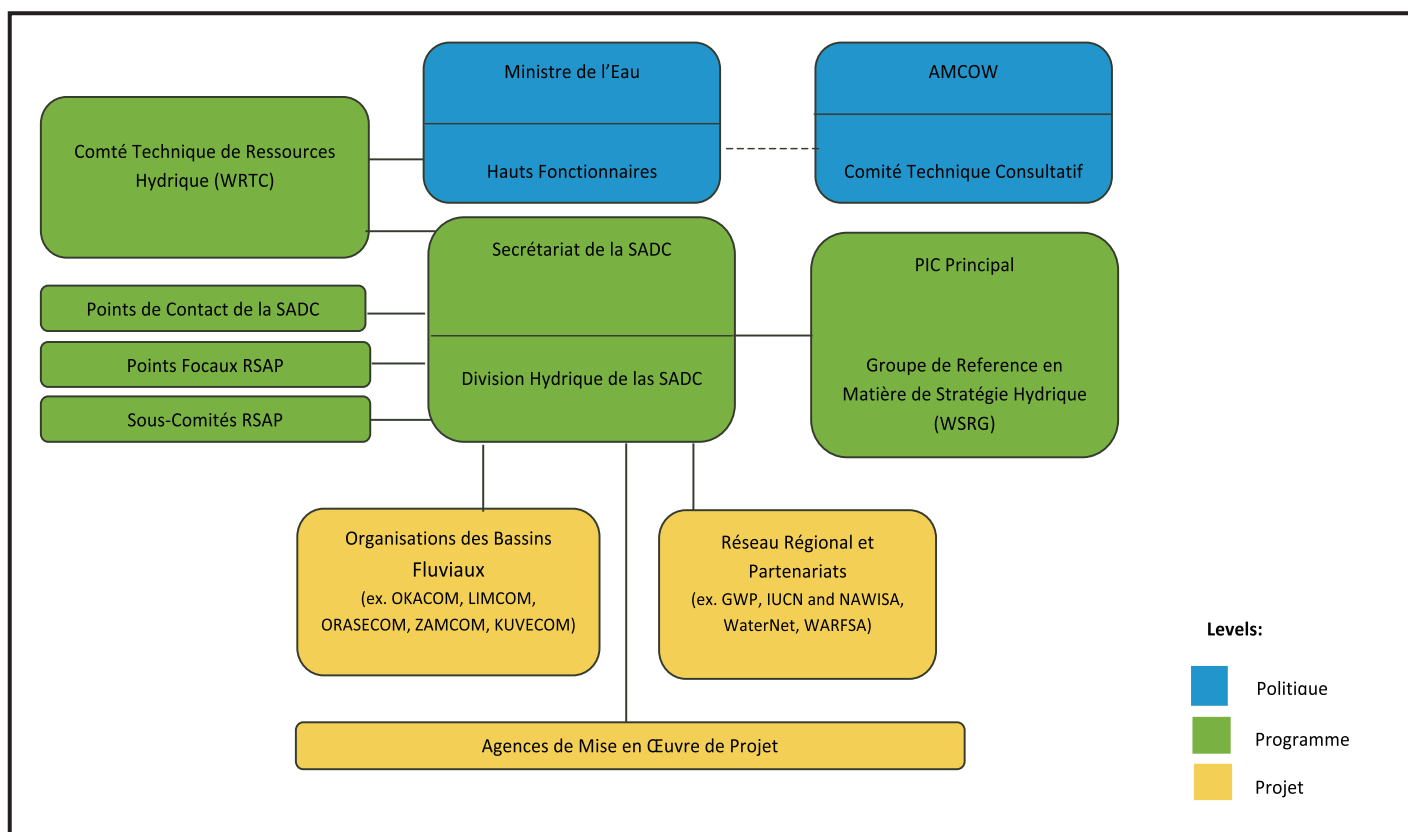 Ministre de l’Eau
Hauts Fonctionnaires
AMCOW
Comité Technique Consultatif
Comté Technique de Ressources
Hydrique (WRTC)
Secrétariat de la SADC
Division Hydrique de las SADC
PIC Principal
Groupe de Reference en
Matière de Stratégie Hydrique
(WSRG)
Points de Contact de la SADC
Points Focaux RSAP
Sous-Comités RSAP
Organisations des Bassins
Fluviaux
(ex. OKACOM, LIMCOM,
ORASECOM, ZAMCOM, KUVECOM)
Réseau Régional et
Partenariats
(ex. GWP, IUCN and NAWISA,
WaterNet, WARFSA)
Agences de Mise en Œuvre de Projet
Levels:
Politique
Programme
Projet